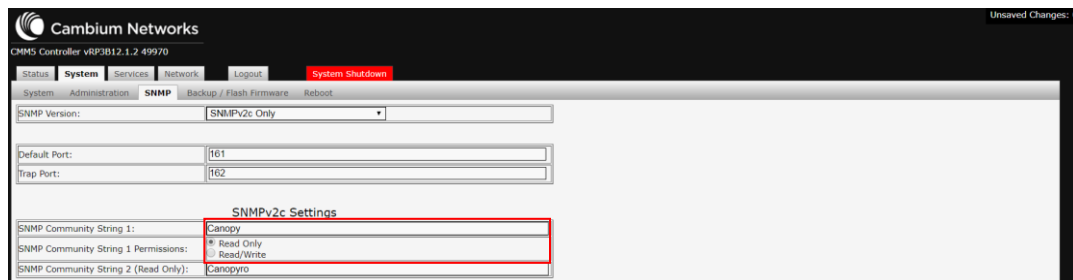 Unsaved Changes:
Cambium Networks
CMM5 Controller vRP3B12.1.2 49970
Status System Services Network Logout System Shutdown
System Administration SNMP Backup / Flash Firmware Reboot
SNMP Version: SNMPv2c Only
Default Port: 161
Trap Port: 162
SNMPv2c Settings
SNMP Community String 1: Canopy
SNMP Community String 1 Permissions: Read Only
Read/Write
SNMP Community String 2 (Read Only): Canopyro